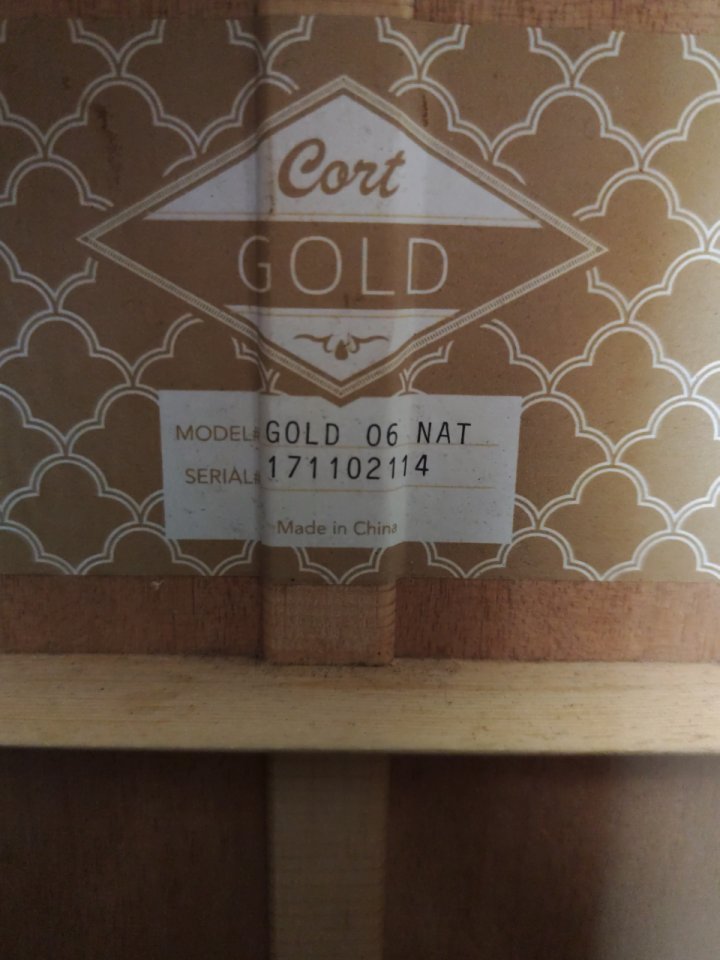 Cort
GOLD
MODEL# GOLD 06 NAT
SERIAL# 171102114
Made in China